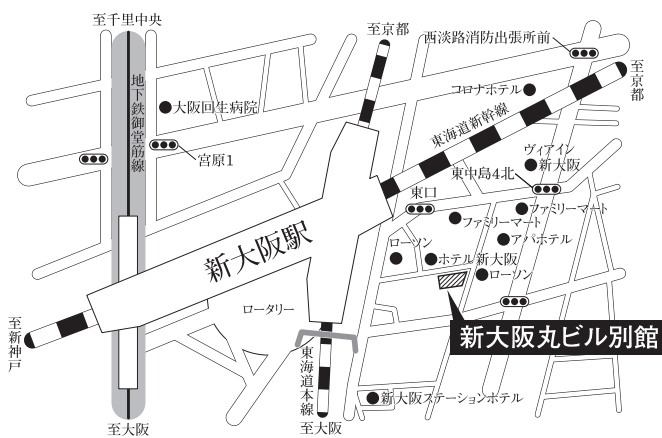 至千里中央
地下鉄御堂筋線
大阪回生病院
宮原1
至京都
西淡路消防出張所前
至京都
コロナホテル
東海道新幹線
ヴィアイン
新大阪
東中島4北
東口
ファミリーマート
ファミリーマート
アパホテル
ローソン
ホテル新大阪
ローソン
新大阪駅
ロータリー
新大阪丸ビル別館
至新神戸
東海道本線
新大阪ステーションホテル
至大阪
至大阪